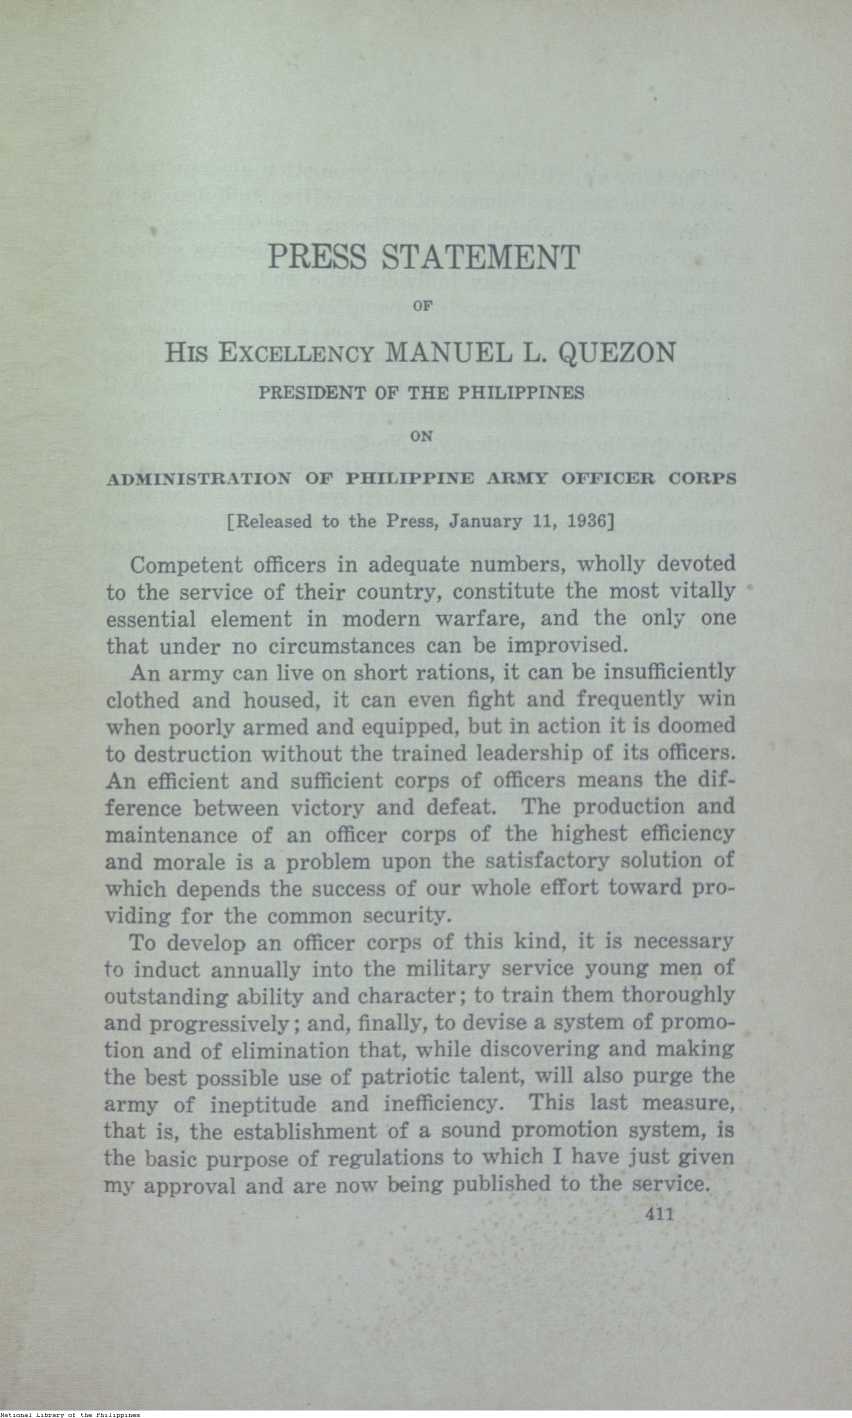 PRESS STATEMENT
OF
HIS EXCELLENCY MANUEL L. QUEZON
PRESIDENT OF THE PHILIPPINES
ON
ADMINISTRATION OF PHILIPPINE ARMY OFFICER CORPS
[Released to the Press, January 11, 1936]
Competent officers in adequate numbers, wholly devoted
to the service of their country, constitute the most vitally
essential element in modern warfare, and the only one
that under no circumstances can be improvised.
An army can live on short rations, it can be insufficiently
clothed and housed, it can even fight and frequently win
when poorly armed and equipped, but in action it is doomed
to destruction without the trained leadership of its officers.
An efficient and sufficient corps of officers means the dif-
ference between victory and defeat. The production and
maintenance of an officer corps of the highest efficiency
and morale is a problem upon the satisfactory solution of
which depends the success of our whole effort toward pro-
viding for the common security.
To develop an officer corps of this kind, it is necessary
to induct annually into the military service young men of
outstanding ability and character; to train them thoroughly
and progressively; and, finally, to devise a system of promo-
tion and of elimination that, while discovering and making
the best possible use of patriotic talent, will also purge the
army of ineptitude and inefficiency. This last measure,
that is, the establishment of a sound promotion system, is
the basic purpose of regulations to which I have just given
my approval and are now being published to the service.
411
National Library of the Philippines